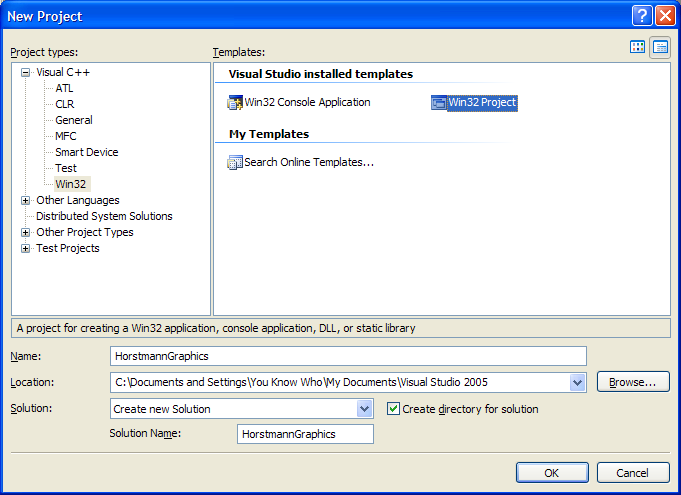 New Project
Project types:
Templates:
Visual C++
ATL
CLR
General
MFC
Smart Device
Test
Win32
Other Languages
Distributed System Solutions
Other Project Types
Test Projects
Visual Studio installed templates
Win32 Console Application
Win32 Project
My Templates
Search Online Templates...
A project for creating a Win32 application, console application, DLL, or static library
Name:
HorstmannGraphics
Location:
C:\Documents and Settings\You Know Who\My Documents\Visual Studio 2005
Browse...
Solution:
Create new Solution
Create directory for solution
Solution Name:
HorstmannGraphics
OK
Cancel